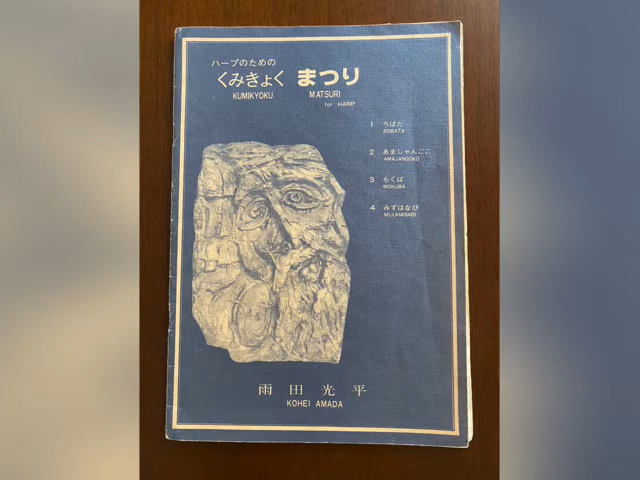 ハープのための
くみきょく まつり
KUMIKYOKU MATSURI
for HARP
1 ろばた
ROBATA
2 あまじゃんごこ
AMAJANGOKO
3 もくば
MOKUBA
4 みずはなび
MIJUHANABI
雨田光平
KOHEI AMADA